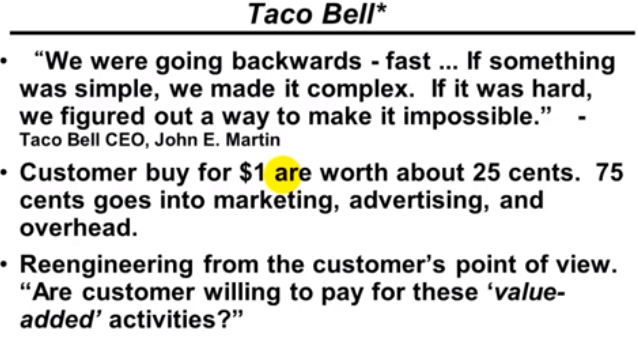 Taco Bell*
• “We were going backwards - fast ... If something
was simple, we made it complex. If it was hard,
we figured out a way to make it impossible.” -
Taco Bell CEO, John E. Martin
• Customer buy for $1 are worth about 25 cents. 75
cents goes into marketing, advertising, and
overhead.
• Reengineering from the customer’s point of view.
“Are customer willing to pay for these ‘value-
added’ activities?”